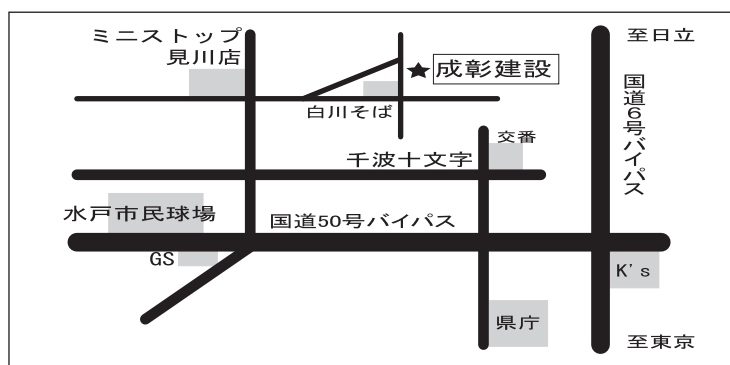 ミニストップ
見川店
至日立
成彰建設
白川そば
国道6号バイパス
交番
千波十文字
水戸市民球場
国道50号バイパス
GS
K's
県庁
至東京